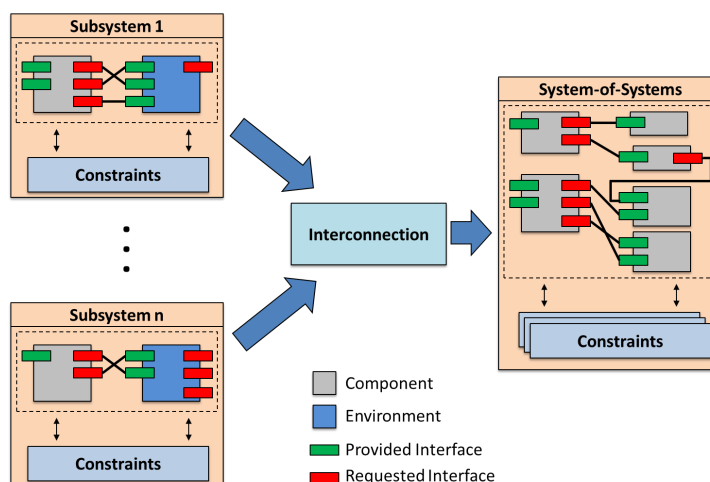 Subsystem 1
Constraints
Subsystem n
Constraints
Interconnection
System-of-Systems
Constraints
Component
Environment
Provided Interface
Requested Interface